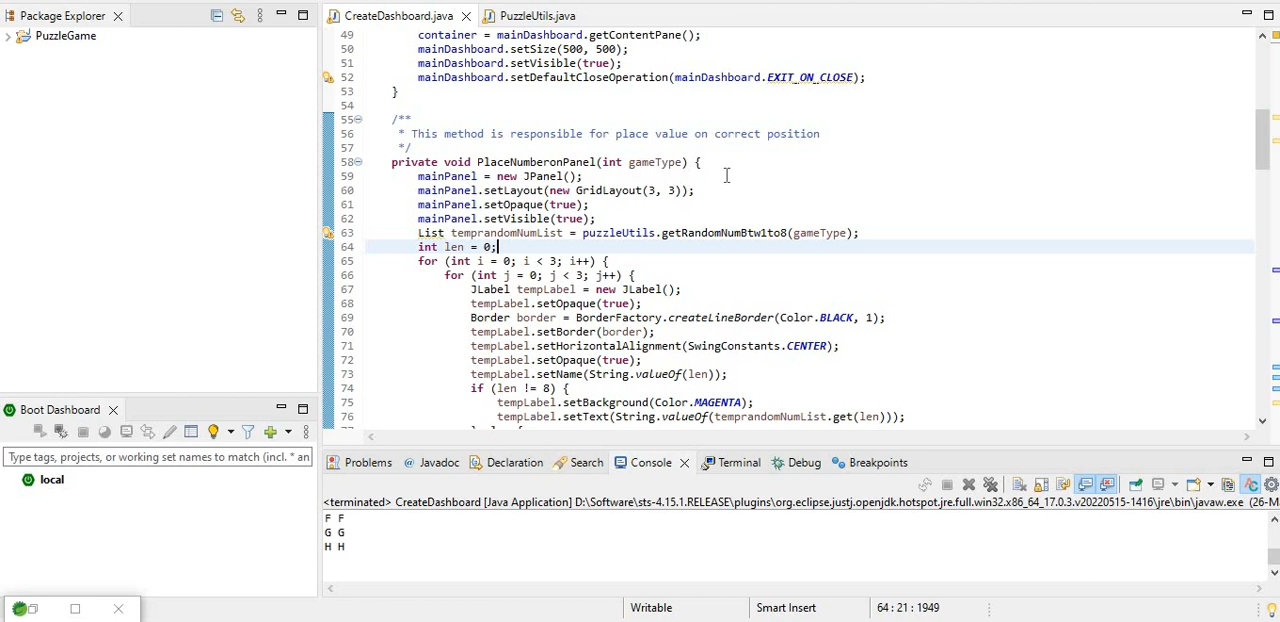 Package Explorer
CreateDashboard.java
PuzzleUtils.java
PuzzleGame
49 container = mainDashboard.getContentPane();
50 mainDashboard.setSize(500, 500);
51 mainDashboard.setVisible(true);
52 mainDashboard.setDefaultCloseOperation(mainDashboard.EXIT_ON_CLOSE);
53 }
54
55 /**
56 * This method is responsible for place value on correct position
57 */
58 private void PlaceNumberonPanel(int gameType) {
59 mainPanel = new JPanel();
60 mainPanel.setLayout(new GridLayout(3, 3));
61 mainPanel.setOpaque(true);
62 mainPanel.setVisible(true);
63 List temprandomNumList = puzzleUtils.getRandomNumBtw1to8(gameType);
64 int len = 0;
65 for (int i = 0; i < 3; i++) {
66 for (int j = 0; j < 3; j++) {
67 JLabel tempLabel = new JLabel();
68 tempLabel.setOpaque(true);
69 Border border = BorderFactory.createLineBorder(Color.BLACK, 1);
70 tempLabel.setBorder(border);
71 tempLabel.setHorizontalAlignment(SwingConstants.CENTER);
72 tempLabel.setOpaque(true);
73 tempLabel.setName(String.valueOf(len));
74 if (len != 8) {
75 tempLabel.setBackground(Color.MAGENTA);
76 tempLabel.setText(String.valueOf(temprandomNumList.get(len)));
Boot Dashboard
Type tags, projects, or working set names to match (incl. * an
local
Problems Javadoc Declaration Search Console Terminal Debug Breakpoints
<terminated> CreateDashboard [Java Application] D:\Software\sts-4.15.1.RELEASE\plugins\org.eclipse.justj.openjdk.hotspot.jre.full.win32.x86_64_17.0.3.v20220515-1416\jre\bin\javaw.exe (26-M
F F
G G
H H
Writable
Smart Insert
64 : 21 : 1949